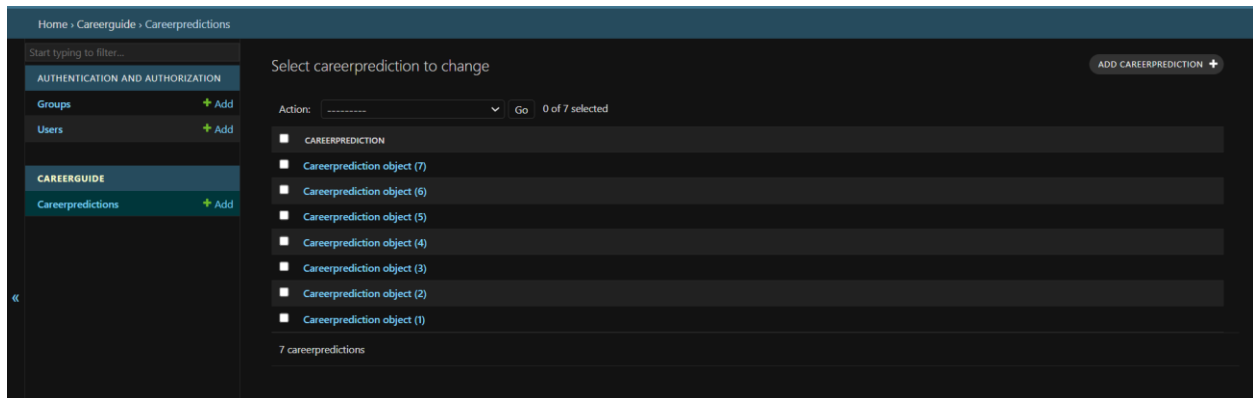 Home › Careerguide › Careerpredictions
Start typing to filter...
AUTHENTICATION AND AUTHORIZATION
Groups + Add
Users + Add
CAREERGUIDE
Careerpredictions + Add
«
Select careerprediction to change
ADD CAREERPREDICTION +
Action: --------- Go 0 of 7 selected
CAREERPREDICTION
Careerprediction object (7)
Careerprediction object (6)
Careerprediction object (5)
Careerprediction object (4)
Careerprediction object (3)
Careerprediction object (2)
Careerprediction object (1)
7 careerpredictions